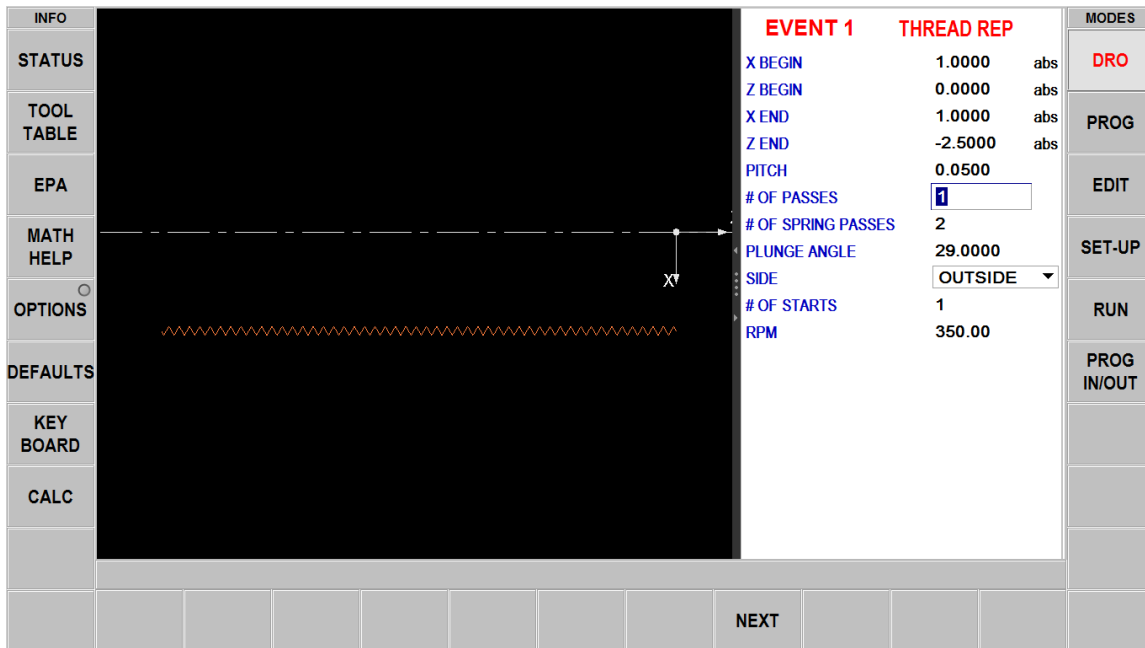 INFO
STATUS
TOOL
TABLE
EPA
MATH
HELP
OPTIONS
DEFAULTS
KEY
BOARD
CALC
X
EVENT 1 THREAD REP
X BEGIN 1.0000 abs
Z BEGIN 0.0000 abs
X END 1.0000 abs
Z END -2.5000 abs
PITCH 0.0500
# OF PASSES 1
# OF SPRING PASSES 2
PLUNGE ANGLE 29.0000
SIDE OUTSIDE
# OF STARTS 1
RPM 350.00
NEXT
MODES
DRO
PROG
EDIT
SET-UP
RUN
PROG
IN/OUT